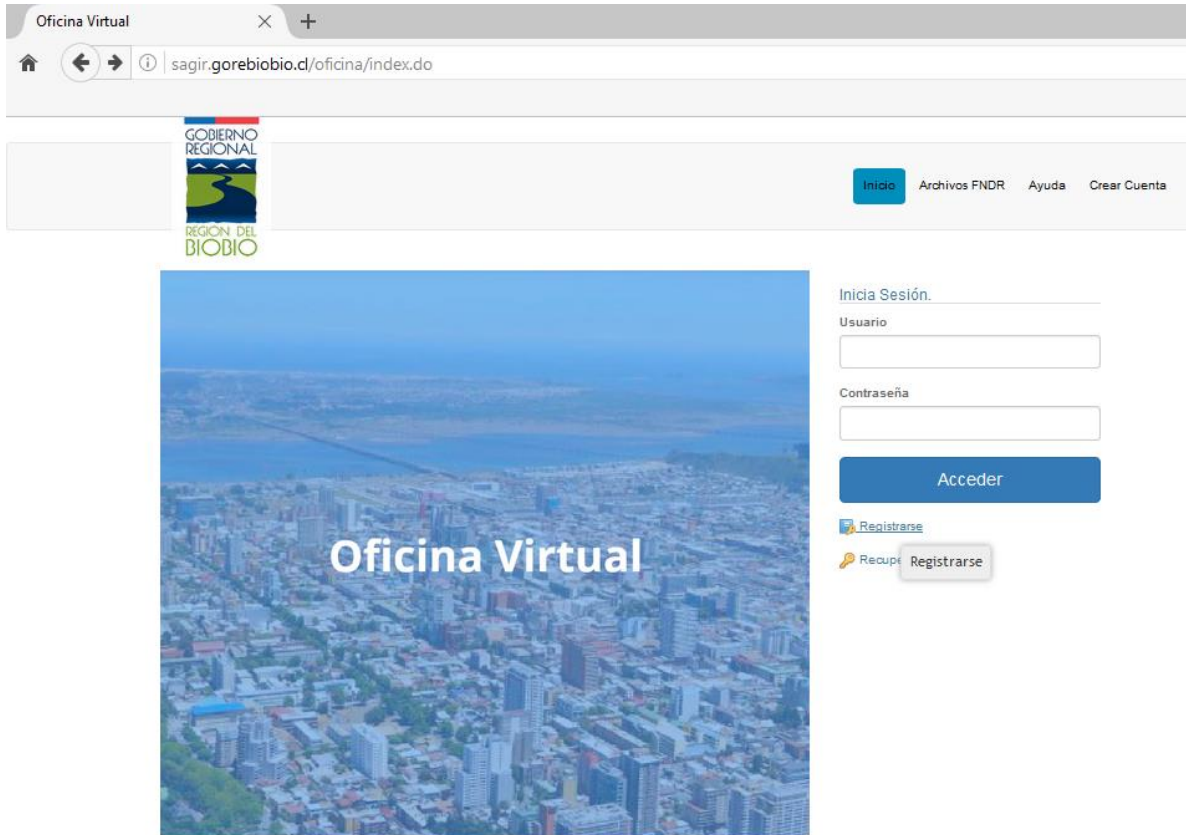 Oficina Virtual
sagir.gorebiobio.cl/oficina/index.do
GOBIERNO
REGIONAL
REGION DEL
BIOBIO
Inicio Archivos FNDR Ayuda Crear Cuenta
Inicia Sesión.
Usuario
Contraseña
Acceder
Registrarse
Registrarse
Oficina Virtual